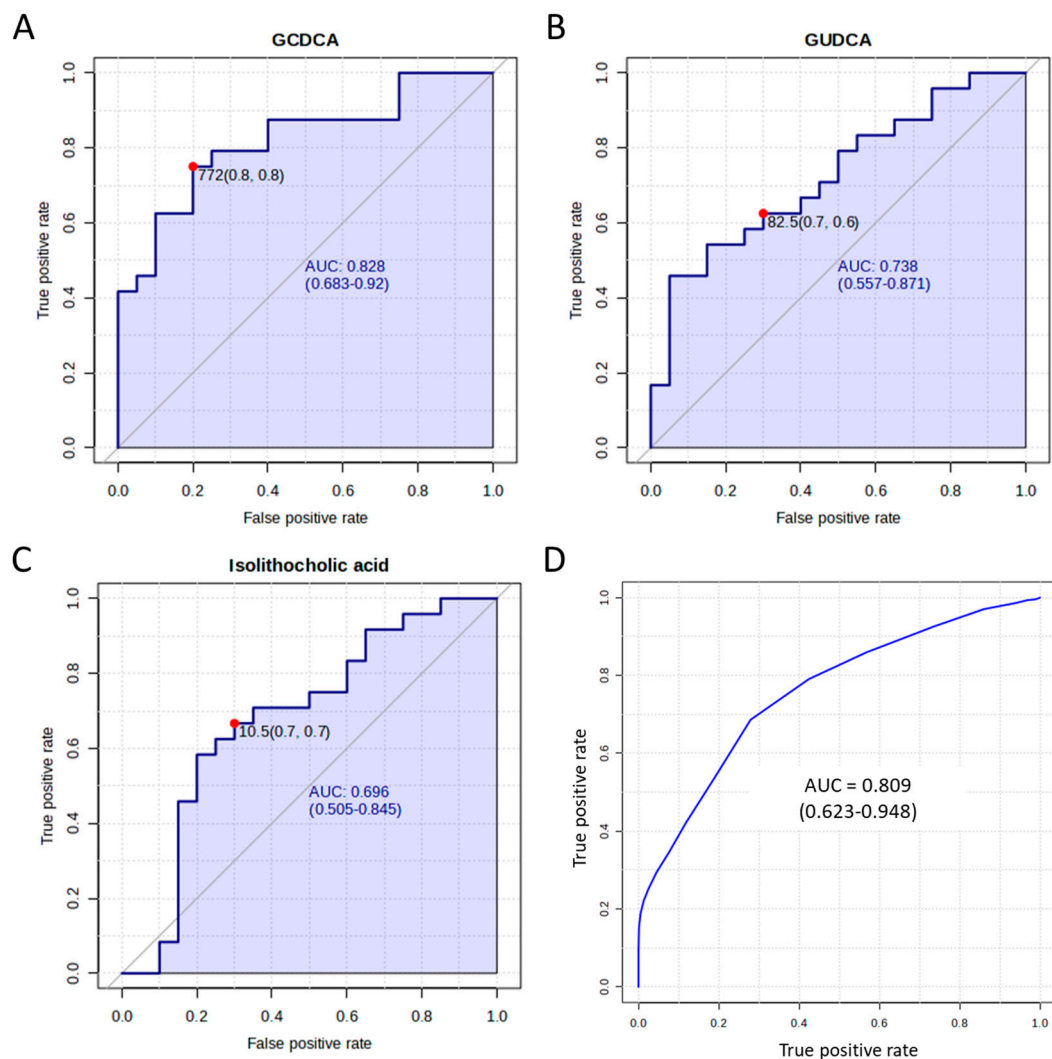 A
GCDCA
1.0
0.8
0.6
0.4
0.2
0.0
True positive rate
772(0.8, 0.8)
AUC: 0.828
(0.683-0.92)
0.0 0.2 0.4 0.6 0.8 1.0
False positive rate
B
GUDCA
1.0
0.8
0.6
0.4
0.2
0.0
True positive rate
82.5(0.7, 0.6)
AUC: 0.738
(0.557-0.871)
0.0 0.2 0.4 0.6 0.8 1.0
False positive rate
C
Isolithocholic acid
1.0
0.8
0.6
0.4
0.2
0.0
True positive rate
10.5(0.7, 0.7)
AUC: 0.696
(0.505-0.845)
0.0 0.2 0.4 0.6 0.8 1.0
False positive rate
D
1.0
0.8
0.6
0.4
0.2
0.0
True positive rate
AUC = 0.809
(0.623-0.948)
0.0 0.2 0.4 0.6 0.8 1.0
True positive rate